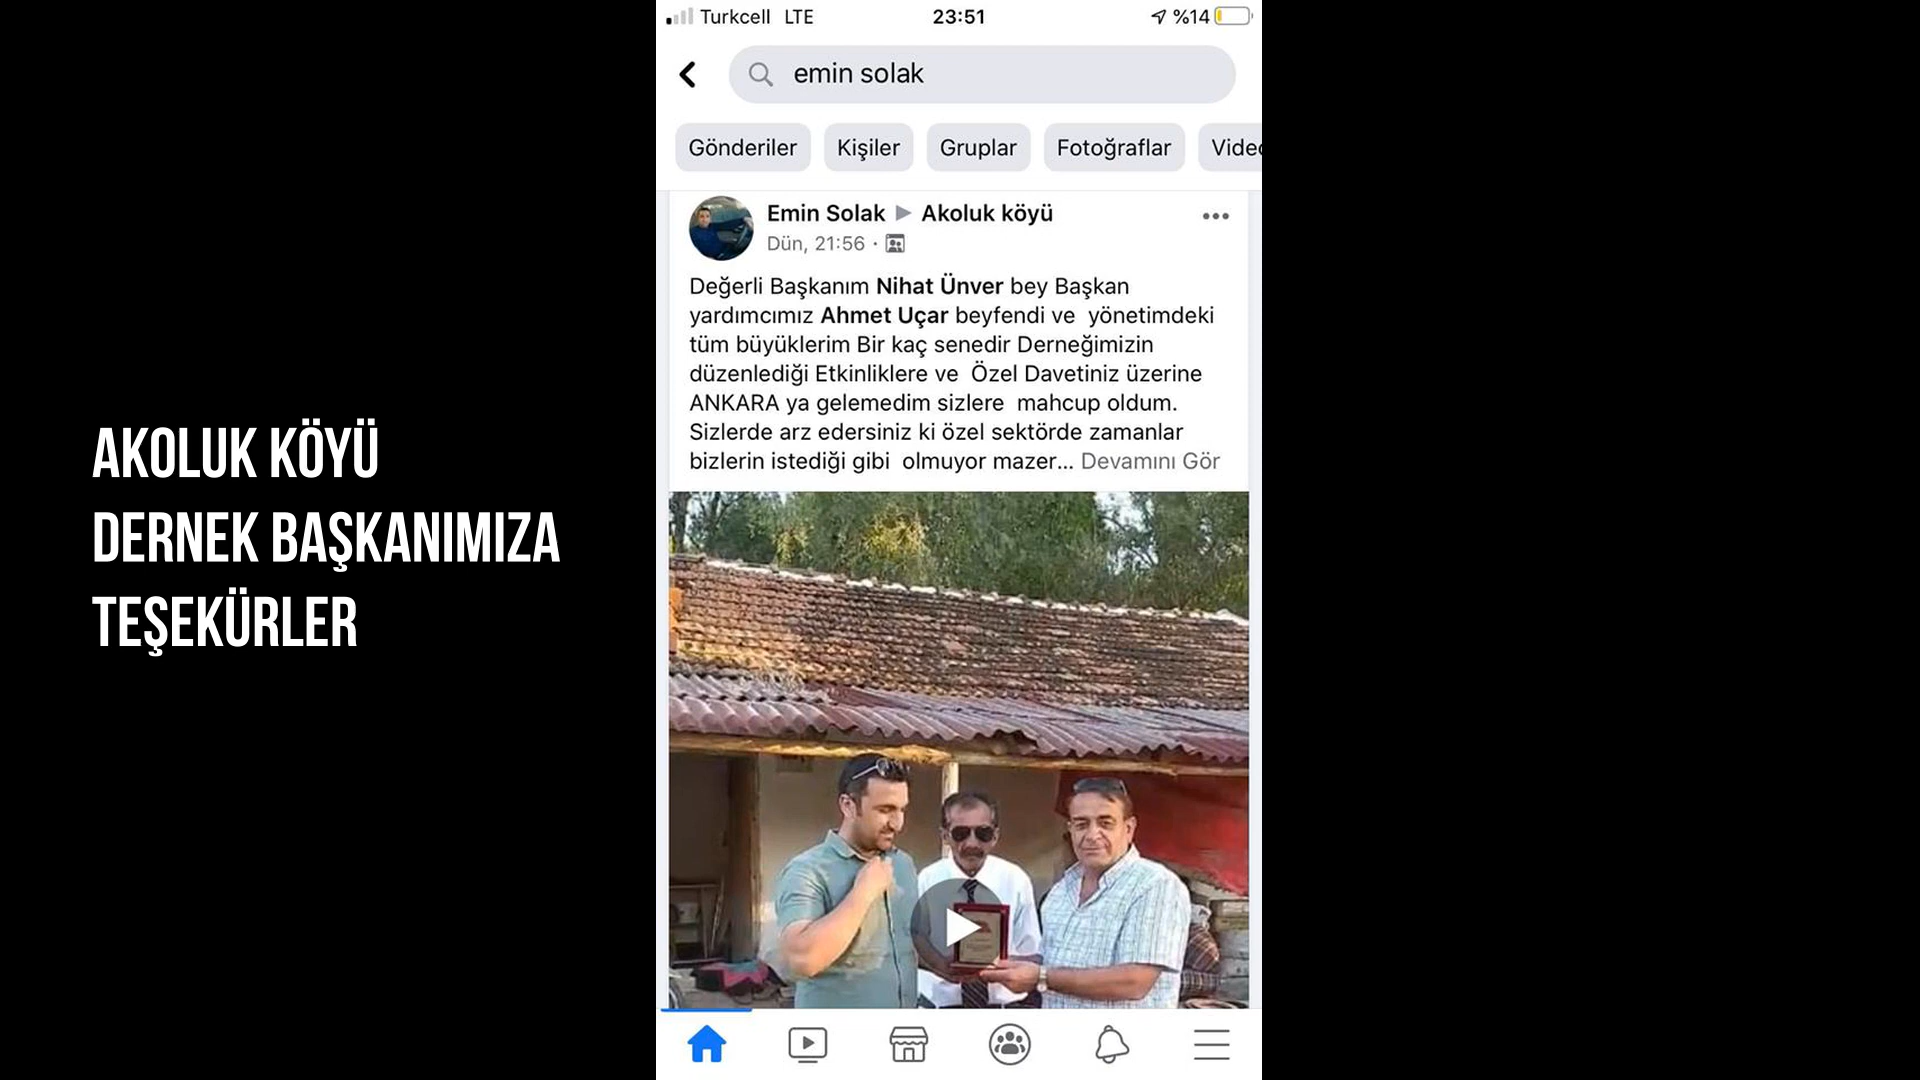 AKOLUK KÖYÜ
DERNEK BAŞKANIMIZA
TEŞEKÜRLER
Turkcell LTE 23:51 %14
emin solak
Gönderiler Kişiler Gruplar Fotoğraflar Video
Emin Solak ▶ Akoluk köyü
Dün, 21:56 ·
Değerli Başkanım Nihat Ünver bey Başkan
yardımcımız Ahmet Uçar beyfendi ve yönetimdeki
tüm büyüklerim Bir kaç senedir Derneğimizin
düzenlediği Etkinliklere ve Özel Davetiniz üzerine
ANKARA ya gelemedim sizlere mahcup oldum.
Sizlerde arz edersiniz ki özel sektörde zamanlar
bizlerin istediği gibi olmuyor mazer... Devamını Gör